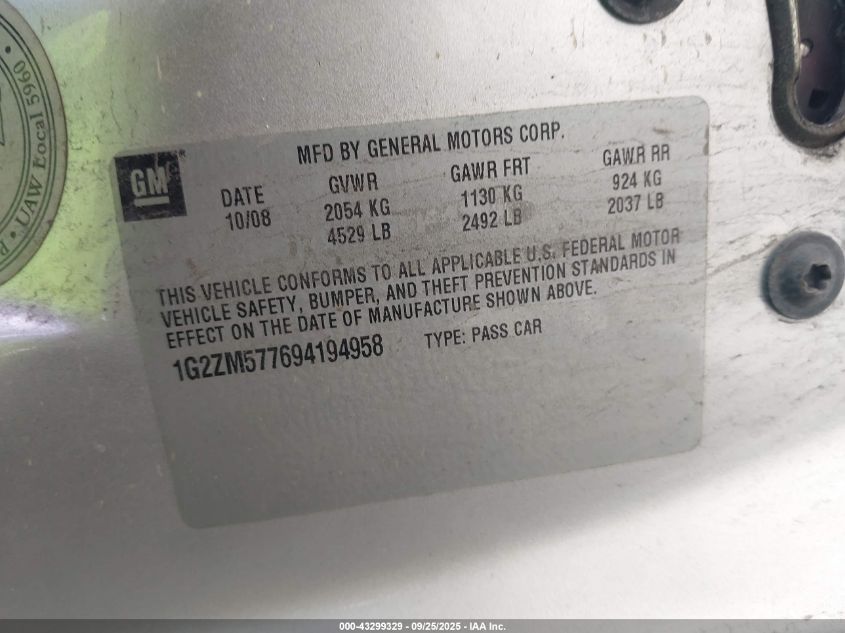 UAW Local 5960
GM
MFD BY GENERAL MOTORS CORP.
DATE GVWR GAWR FRT GAWR RR
10/08 2054 KG 1130 KG 924 KG
4529 LB 2492 LB 2037 LB
THIS VEHICLE CONFORMS TO ALL APPLICABLE U.S. FEDERAL MOTOR
VEHICLE SAFETY, BUMPER, AND THEFT PREVENTION STANDARDS IN
EFFECT ON THE DATE OF MANUFACTURE SHOWN ABOVE.
1G2ZM577694194958 TYPE: PASS CAR
000-43299329 - 09/25/2025 - IAA Inc.